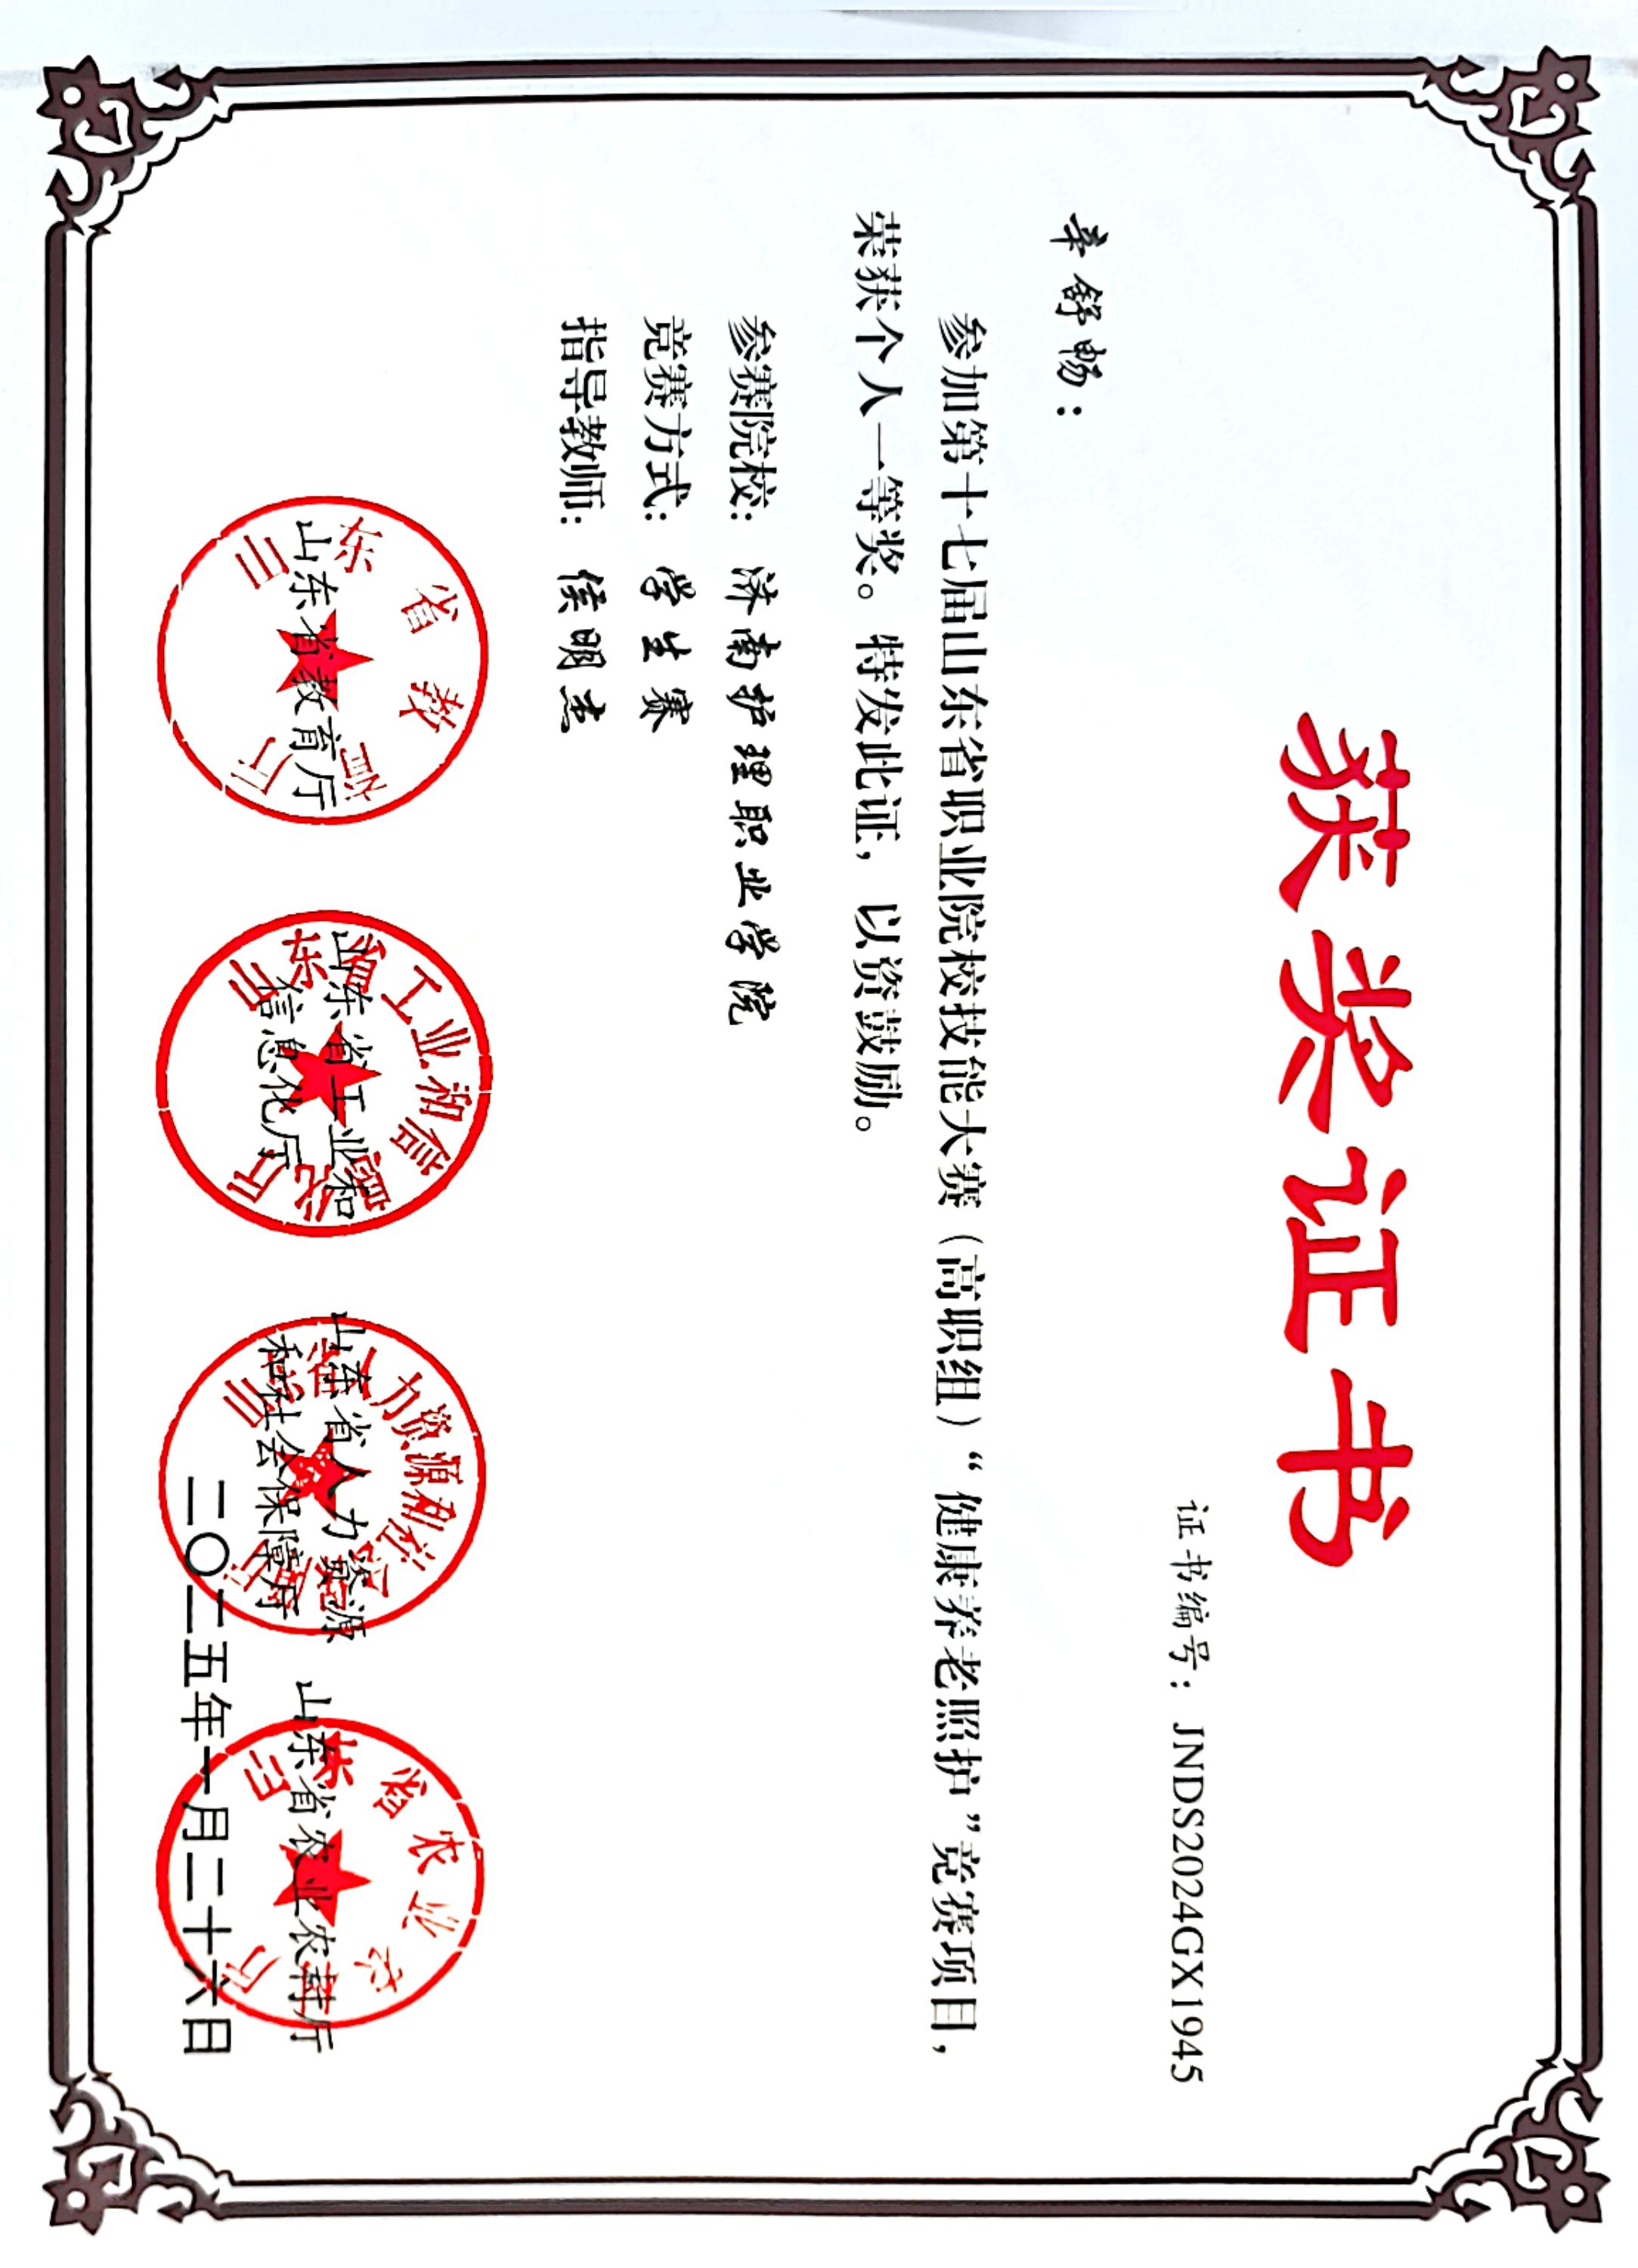 获奖证书
证书编号：JNDS2024GX1945
辛舒畅：
参加第十七届山东省职业院校技能大赛（高职组）“健康养老照护”竞赛项目，
荣获个人一等奖。特发此证，以资鼓励。
参赛院校：济南护理职业学院
竞赛方式：学生赛
指导教师：侯明杰
山东省教育厅
山东省工业和
信息化厅
山东省人力资源
和社会保障厅
山东省农业农村厅
二〇二五年一月二十六日